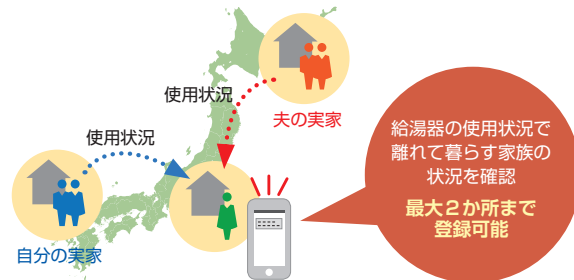 使用状況
夫の実家
使用状況
自分の実家
給湯器の使用状況で
離れて暮らす家族の
状況を確認
最大2か所まで
登録可能